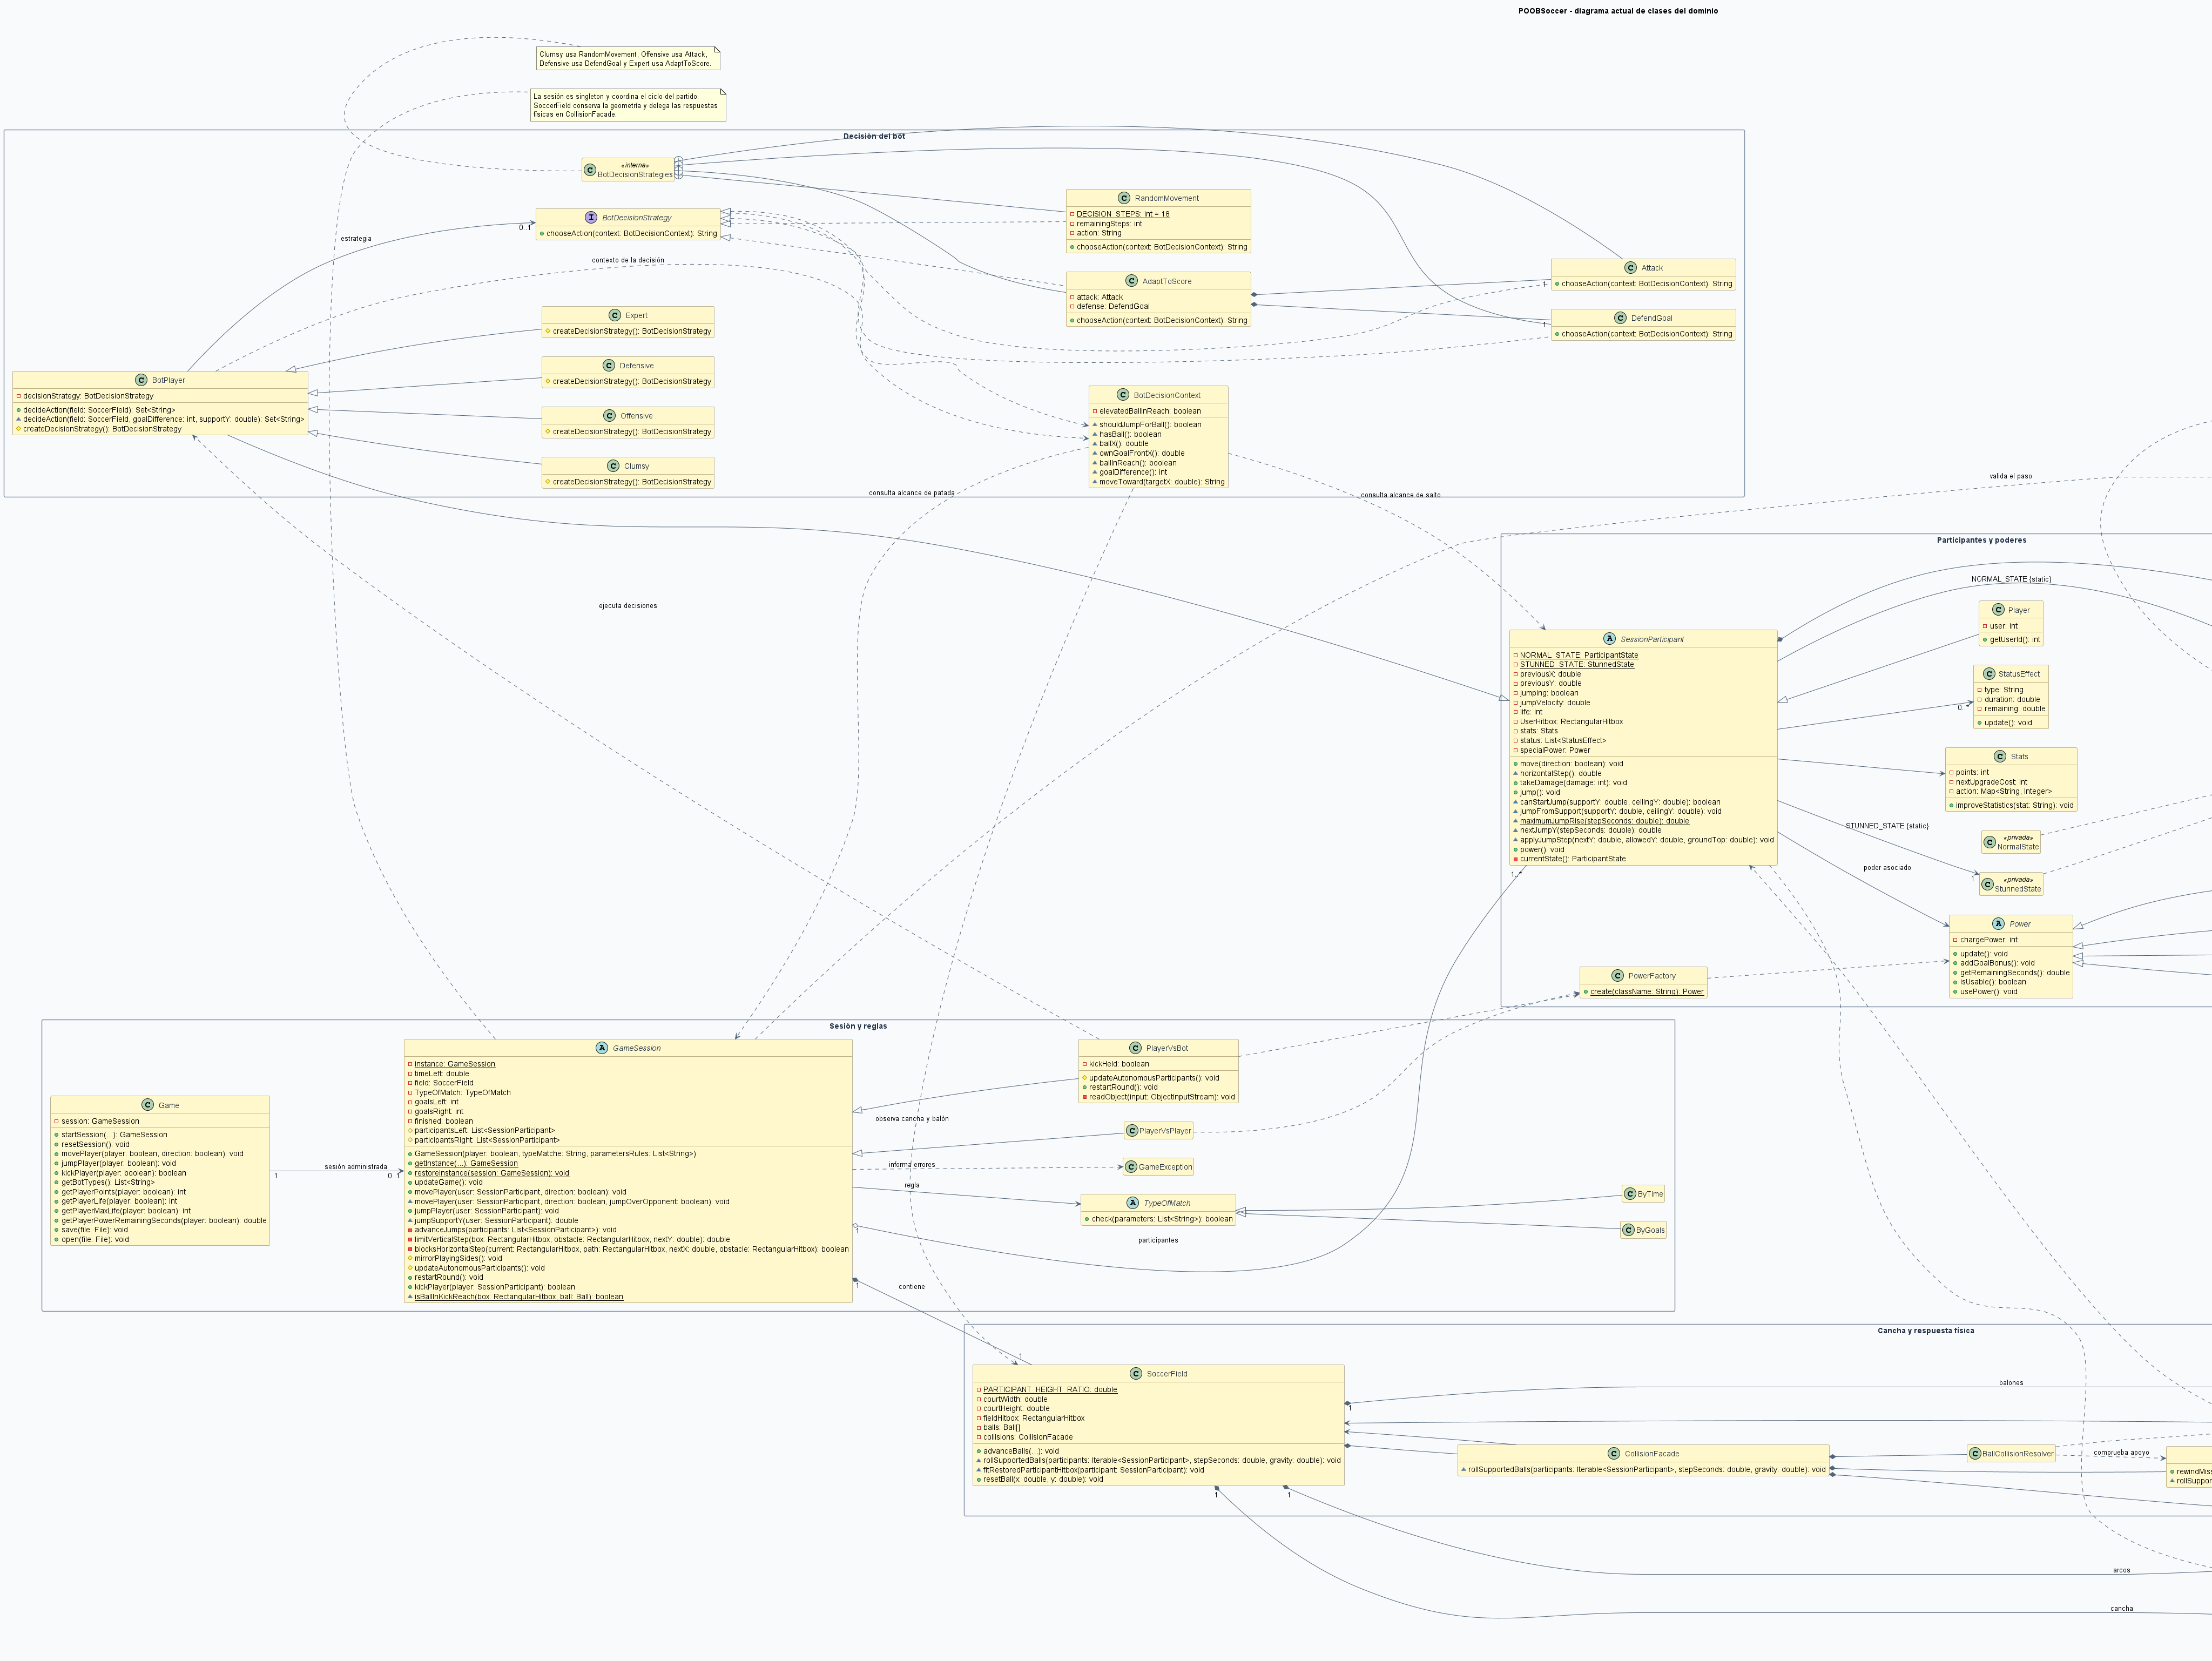 POOBSoccer - diagrama actual de clases del dominio
Clumsy usa RandomMovement, Offensive usa Attack,
Defensive usa DefendGoal y Expert usa AdaptToScore.
La sesión es singleton y coordina el ciclo del partido.
SoccerField conserva la geometría y delega las respuestas
físicas en CollisionFacade.
Decisión del bot
«interna»
BotDecisionStrategies
BotDecisionStrategy
chooseAction(context: BotDecisionContext): String
0..1
estrategia
contexto de la decisión
RandomMovement
DECISION_STEPS: int = 18
remainingSteps: int
action: String
chooseAction(context: BotDecisionContext): String
AdaptToScore
attack: Attack
defense: DefendGoal
chooseAction(context: BotDecisionContext): String
Attack
chooseAction(context: BotDecisionContext): String
1
DefendGoal
chooseAction(context: BotDecisionContext): String
1
Expert
createDecisionStrategy(): BotDecisionStrategy
Defensive
createDecisionStrategy(): BotDecisionStrategy
Offensive
createDecisionStrategy(): BotDecisionStrategy
Clumsy
createDecisionStrategy(): BotDecisionStrategy
BotPlayer
decisionStrategy: BotDecisionStrategy
decideAction(field: SoccerField): Set<String>
decideAction(field: SoccerField, goalDifference: int, supportY: double): Set<String>
createDecisionStrategy(): BotDecisionStrategy
BotDecisionContext
elevatedBallInReach: boolean
shouldJumpForBall(): boolean
hasBall(): boolean
ballX(): double
ownGoalFrontX(): double
ballInReach(): boolean
goalDifference(): int
moveToward(targetX: double): String
consulta alcance de patada
consulta alcance de salto
valida el paso
ejecuta decisiones
Participantes y poderes
NORMAL_STATE {static}
SessionParticipant
NORMAL_STATE: ParticipantState
STUNNED_STATE: StunnedState
previousX: double
previousY: double
jumping: boolean
jumpVelocity: double
life: int
UserHitbox: RectangularHitbox
stats: Stats
status: List<StatusEffect>
specialPower: Power
move(direction: boolean): void
horizontalStep(): double
takeDamage(damage: int): void
jump(): void
canStartJump(supportY: double, ceilingY: double): boolean
jumpFromSupport(supportY: double, ceilingY: double): void
maximumJumpRise(stepSeconds: double): double
nextJumpY(stepSeconds: double): double
applyJumpStep(nextY: double, allowedY: double, groundTop: double): void
power(): void
currentState(): ParticipantState
1..*
Player
user: int
getUserId(): int
StatusEffect
type: String
duration: double
remaining: double
update(): void
0..*
Stats
points: int
nextUpgradeCost: int
action: Map<String, Integer>
improveStatistics(stat: String): void
STUNNED_STATE {static}
«privada»
NormalState
«privada»
StunnedState
1
poder asociado
Power
chargePower: int
update(): void
addGoalBonus(): void
getRemainingSeconds(): double
isUsable(): boolean
usePower(): void
PowerFactory
create(className: String): Power
Sesión y reglas
Game
session: GameSession
startSession(...): GameSession
resetSession(): void
movePlayer(player: boolean, direction: boolean): void
jumpPlayer(player: boolean): void
kickPlayer(player: boolean): boolean
getBotTypes(): List<String>
getPlayerPoints(player: boolean): int
getPlayerLife(player: boolean): int
getPlayerMaxLife(player: boolean): int
getPlayerPowerRemainingSeconds(player: boolean): double
save(file: File): void
open(file: File): void
sesión administrada
1
0..1
GameSession
instance: GameSession
timeLeft: double
field: SoccerField
TypeOfMatch: TypeOfMatch
goalsLeft: int
goalsRight: int
finished: boolean
participantsLeft: List<SessionParticipant>
participantsRight: List<SessionParticipant>
GameSession(player: boolean, typeMatche: String, parametersRules: List<String>)
getInstance(...): GameSession
restoreInstance(session: GameSession): void
updateGame(): void
movePlayer(user: SessionParticipant, direction: boolean): void
movePlayer(user: SessionParticipant, direction: boolean, jumpOverOpponent: boolean): void
jumpPlayer(user: SessionParticipant): void
jumpSupportY(user: SessionParticipant): double
advanceJumps(participants: List<SessionParticipant>): void
limitVerticalStep(box: RectangularHitbox, obstacle: RectangularHitbox, nextY: double): double
blocksHorizontalStep(current: RectangularHitbox, path: RectangularHitbox, nextX: double, obstacle: RectangularHitbox): boolean
mirrorPlayingSides(): void
updateAutonomousParticipants(): void
restartRound(): void
kickPlayer(player: SessionParticipant): boolean
isBallInKickReach(box: RectangularHitbox, ball: Ball): boolean
PlayerVsBot
kickHeld: boolean
updateAutonomousParticipants(): void
restartRound(): void
readObject(input: ObjectInputStream): void
observa cancha y balón
PlayerVsPlayer
informa errores
GameException
regla
TypeOfMatch
check(parameters: List<String>): boolean
ByTime
ByGoals
1
participantes
1
contiene
1
Cancha y respuesta física
SoccerField
PARTICIPANT_HEIGHT_RATIO: double
courtWidth: double
courtHeight: double
fieldHitbox: RectangularHitbox
balls: Ball[]
collisions: CollisionFacade
advanceBalls(...): void
rollSupportedBalls(participants: Iterable<SessionParticipant>, stepSeconds: double, gravity: double): void
fitRestoredParticipantHitbox(participant: SessionParticipant): void
resetBall(x: double, y: double): void
1
balones
CollisionFacade
rollSupportedBalls(participants: Iterable<SessionParticipant>, stepSeconds: double, gravity: double): void
BallCollisionResolver
comprueba apoyo
rewindMiss
rollSuppor
1
1
arcos
cancha